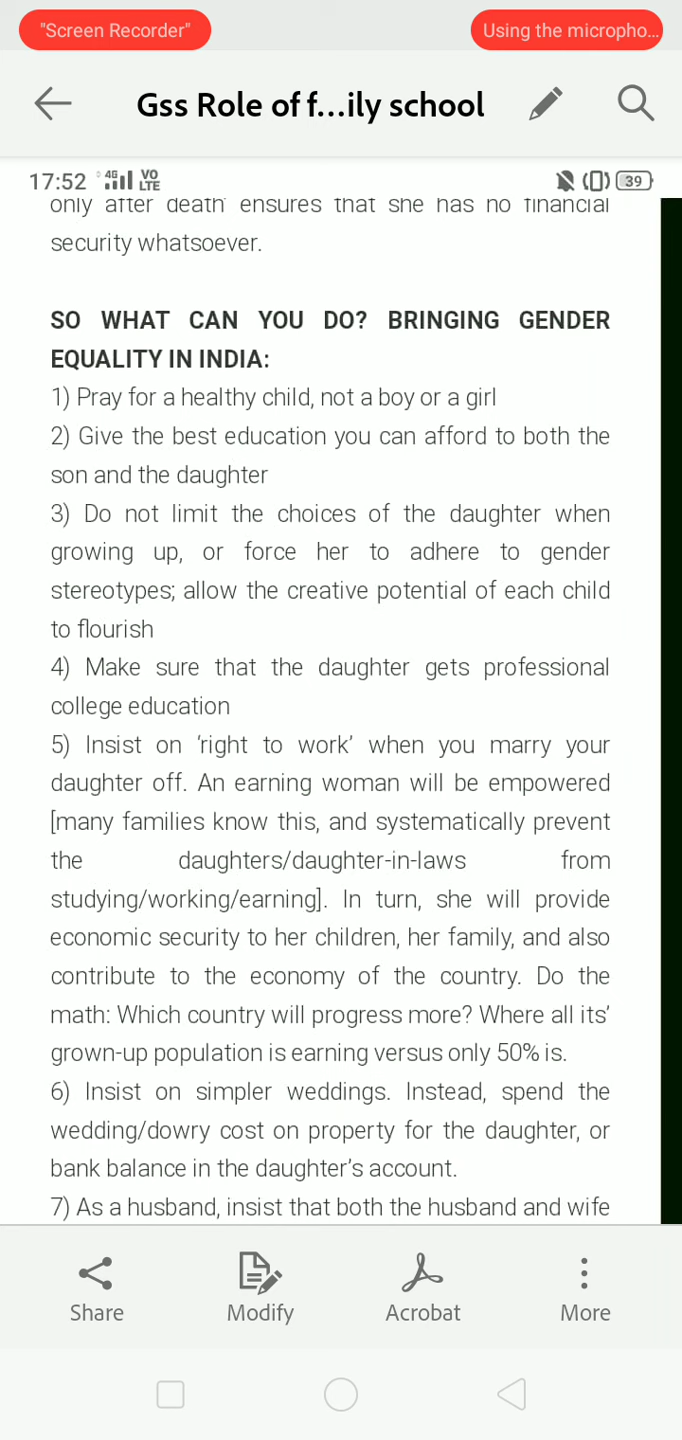 "Screen Recorder"
Using the micropho...
Gss Role of f...ily school
17:52 4G VO LTE 39
only after death' ensures that she has no financial
security whatsoever.
SO WHAT CAN YOU DO? BRINGING GENDER
EQUALITY IN INDIA:
1) Pray for a healthy child, not a boy or a girl
2) Give the best education you can afford to both the
son and the daughter
3) Do not limit the choices of the daughter when
growing up, or force her to adhere to gender
stereotypes; allow the creative potential of each child
to flourish
4) Make sure that the daughter gets professional
college education
5) Insist on ‘right to work’ when you marry your
daughter off. An earning woman will be empowered
[many families know this, and systematically prevent
the daughters/daughter-in-laws from
studying/working/earning]. In turn, she will provide
economic security to her children, her family, and also
contribute to the economy of the country. Do the
math: Which country will progress more? Where all its’
grown-up population is earning versus only 50% is.
6) Insist on simpler weddings. Instead, spend the
wedding/dowry cost on property for the daughter, or
bank balance in the daughter’s account.
7) As a husband, insist that both the husband and wife
Share Modify Acrobat More